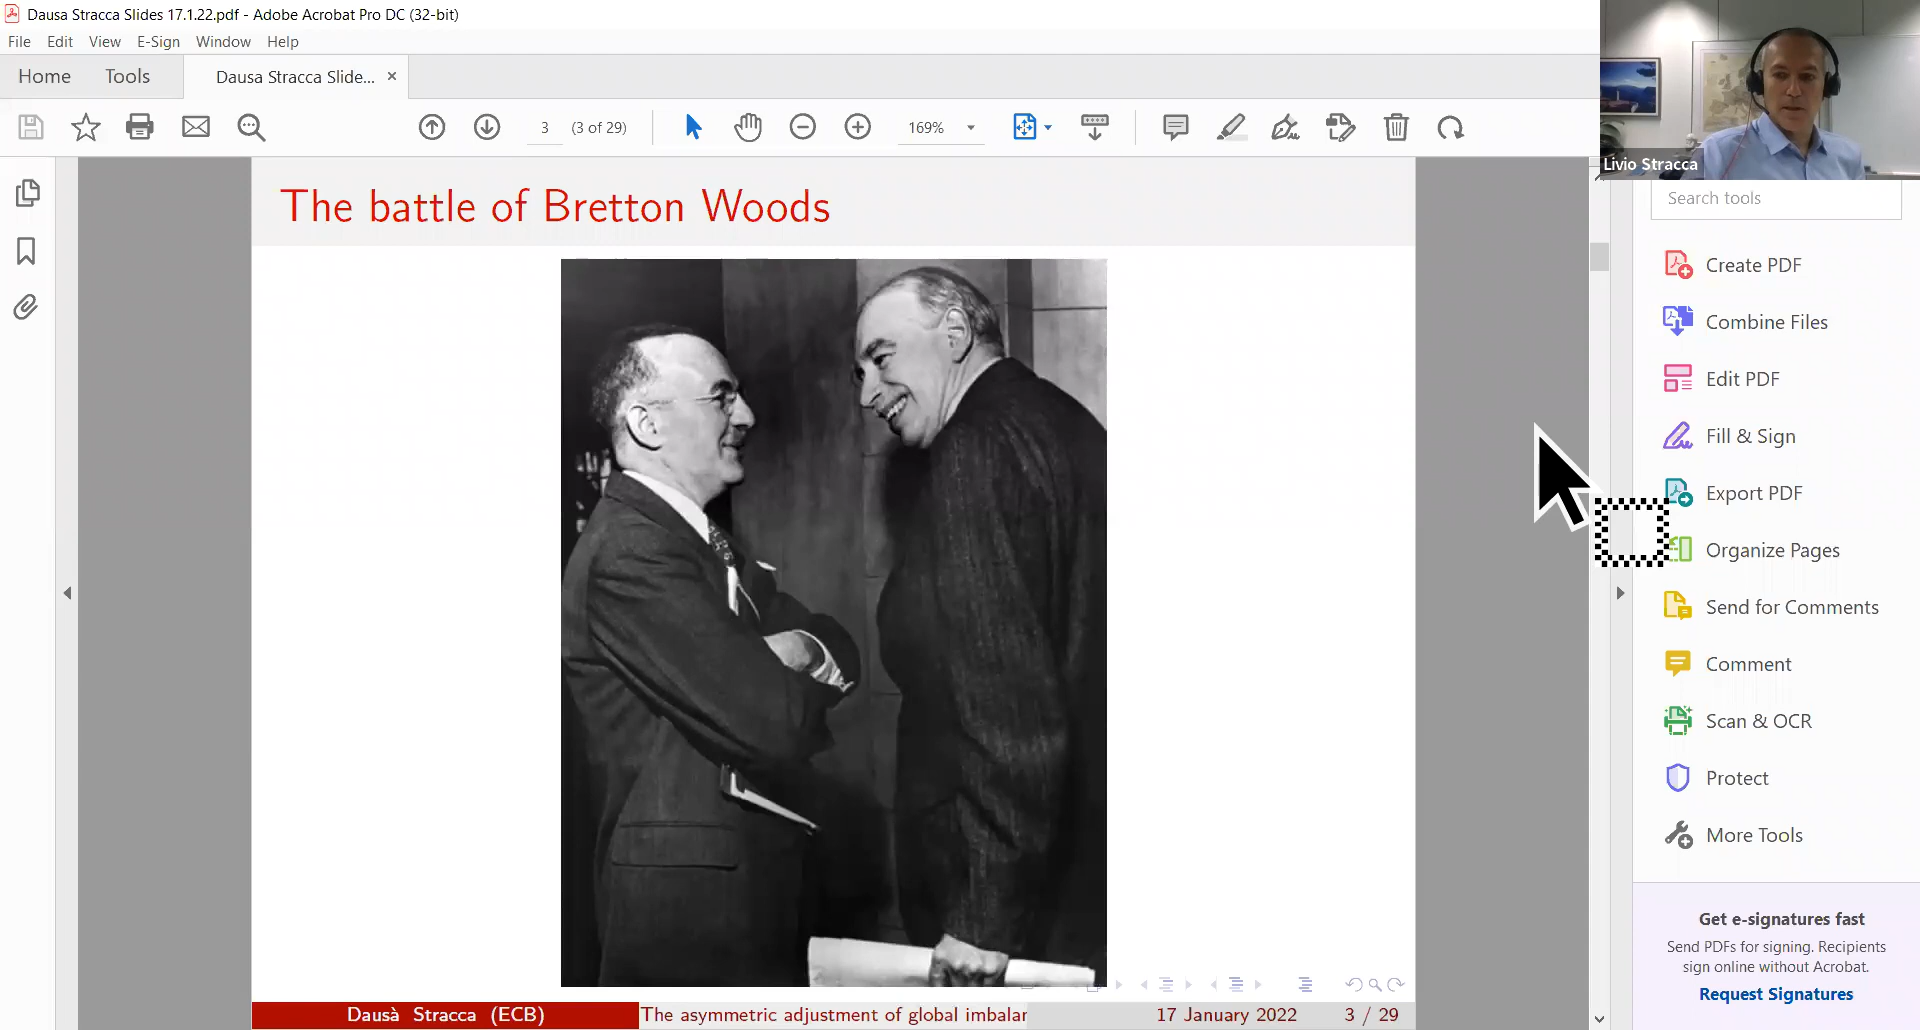 Dausa Stracca Slides 17.1.22.pdf - Adobe Acrobat Pro DC (32-bit)
File Edit View E-Sign Window Help
Home Tools Dausa Stracca Slide... ×
3 (3 of 29) 169%
Livio Stracca
Search tools
The battle of Bretton Woods
Create PDF
Combine Files
Edit PDF
Fill & Sign
Export PDF
Organize Pages
Send for Comments
Comment
Scan & OCR
Protect
More Tools
Get e-signatures fast
Send PDFs for signing. Recipients
sign online without Acrobat.
Request Signatures
Dausà Stracca (ECB) The asymmetric adjustment of global imbalar 17 January 2022 3 / 29